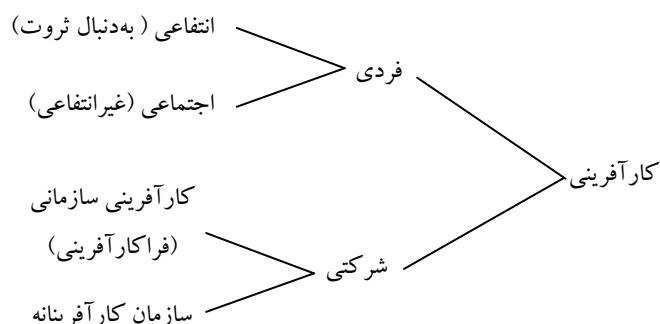 انتفاعی ( به‌دنبال ثروت)
فردی
اجتماعی (غیرانتفاعی)
کارآفرینی
کارآفرینی سازمانی
(فراکارآفرینی)
شرکتی
سازمان کارآفرینانه